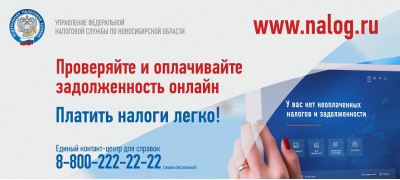 УПРАВЛЕНИЕ ФЕДЕРАЛЬНОЙ
НАЛОГОВОЙ СЛУЖБЫ ПО НОВОСИБИРСКОЙ ОБЛАСТИ
www.nalog.ru
Проверяйте и оплачивайте
задолженность онлайн
Платить налоги легко!
У вас нет неоплаченных
налогов и задолженности
Единый контакт-центр для справок
8-800-222-22-22 (звонок бесплатный)